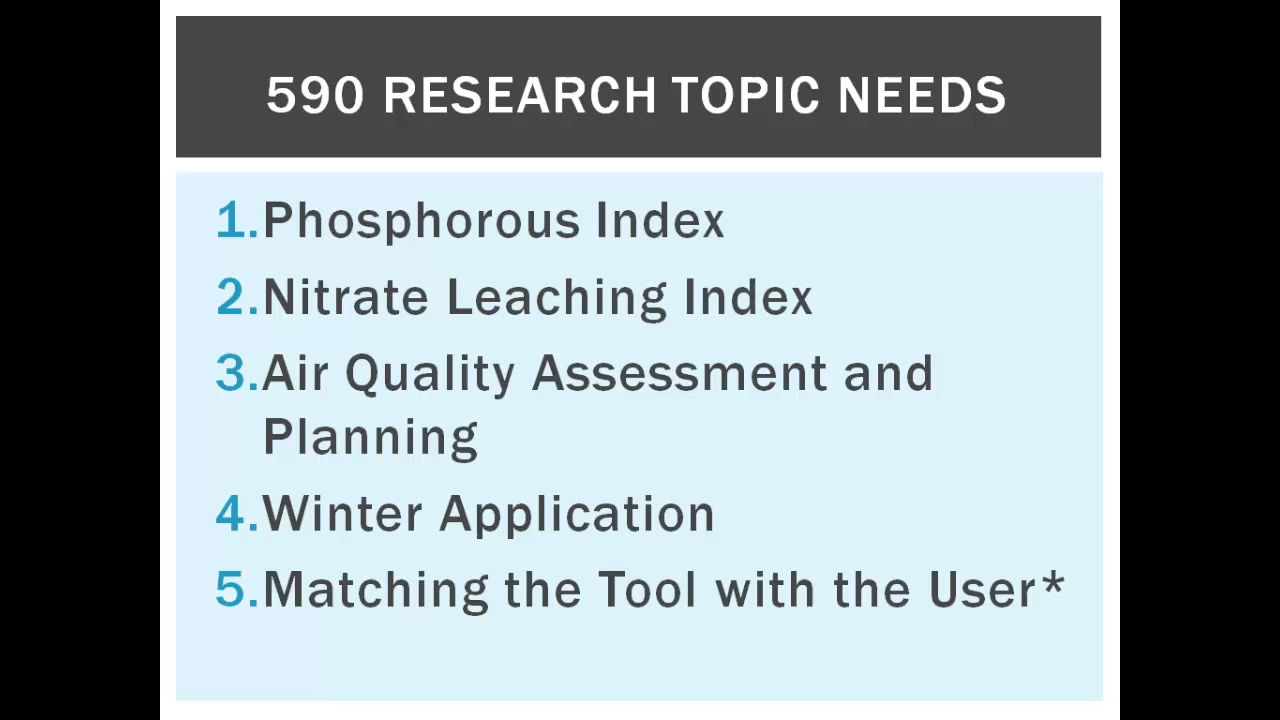 590 RESEARCH TOPIC NEEDS
1. Phosphorous Index
2. Nitrate Leaching Index
3. Air Quality Assessment and
Planning
4. Winter Application
5. Matching the Tool with the User*